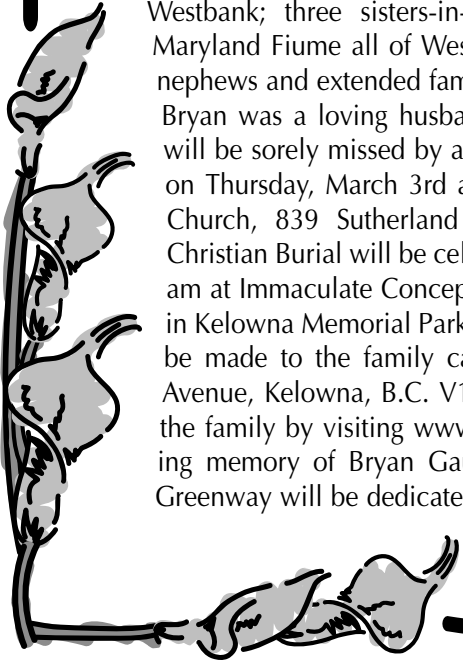 Westbank; three sisters-in-
Maryland Fiume all of Wes
nephews and extended fam
Bryan was a loving husba
will be sorely missed by a
on Thursday, March 3rd a
Church, 839 Sutherland
Christian Burial will be cel
am at Immaculate Concep
in Kelowna Memorial Park
be made to the family ca
Avenue, Kelowna, B.C. V1
the family by visiting www
ing memory of Bryan Gau
Greenway will be dedicate